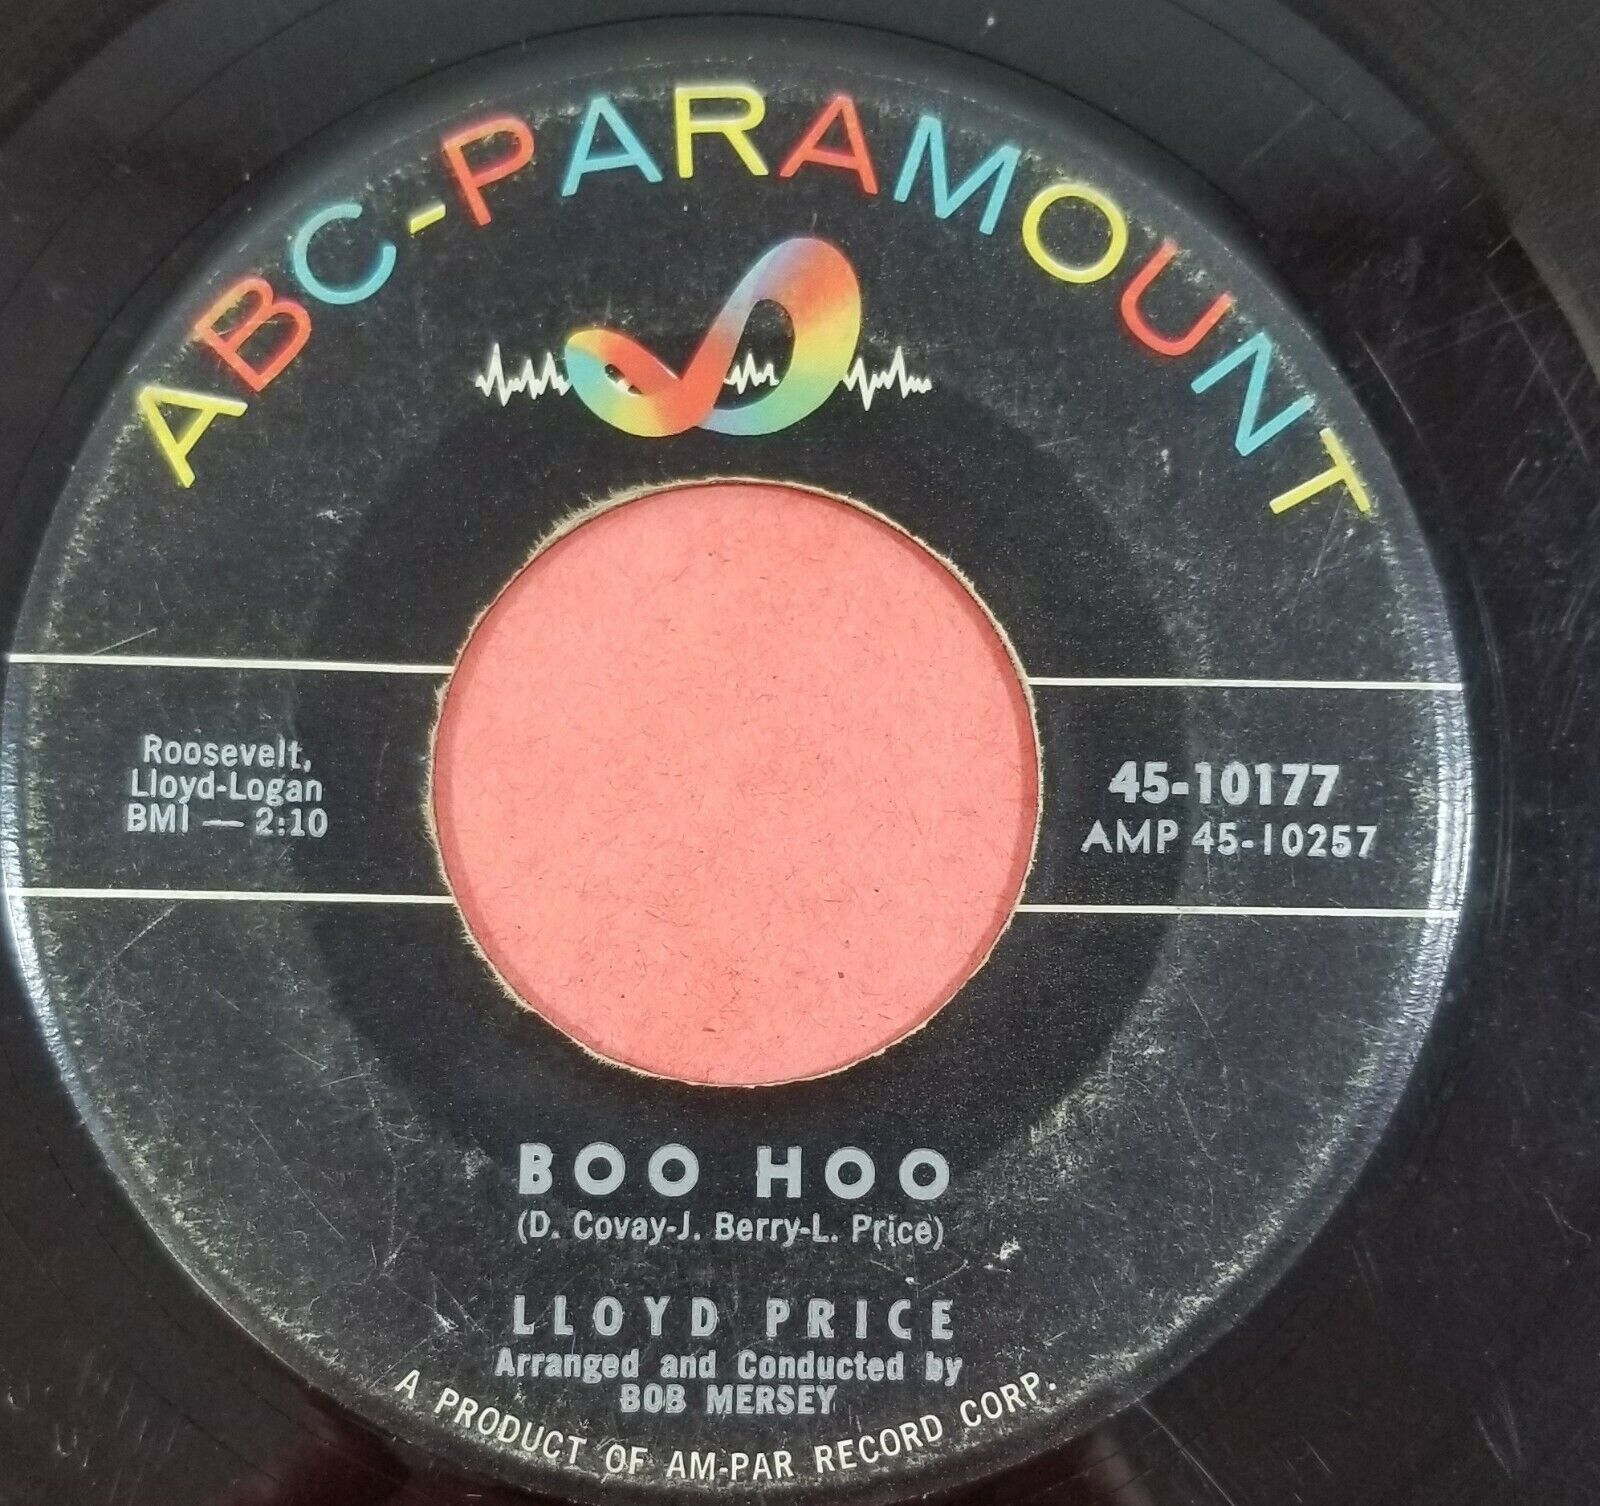 ABC-PARAMOUNT
Roosevelt,
Lloyd-Logan
BMI — 2:10
45-10177
AMP 45-10257
BOO HOO
(D. Covay-J. Berry-L. Price)
LLOYD PRICE
Arranged and Conducted by
BOB MERSEY
A PRODUCT OF AM-PAR RECORD CORP.